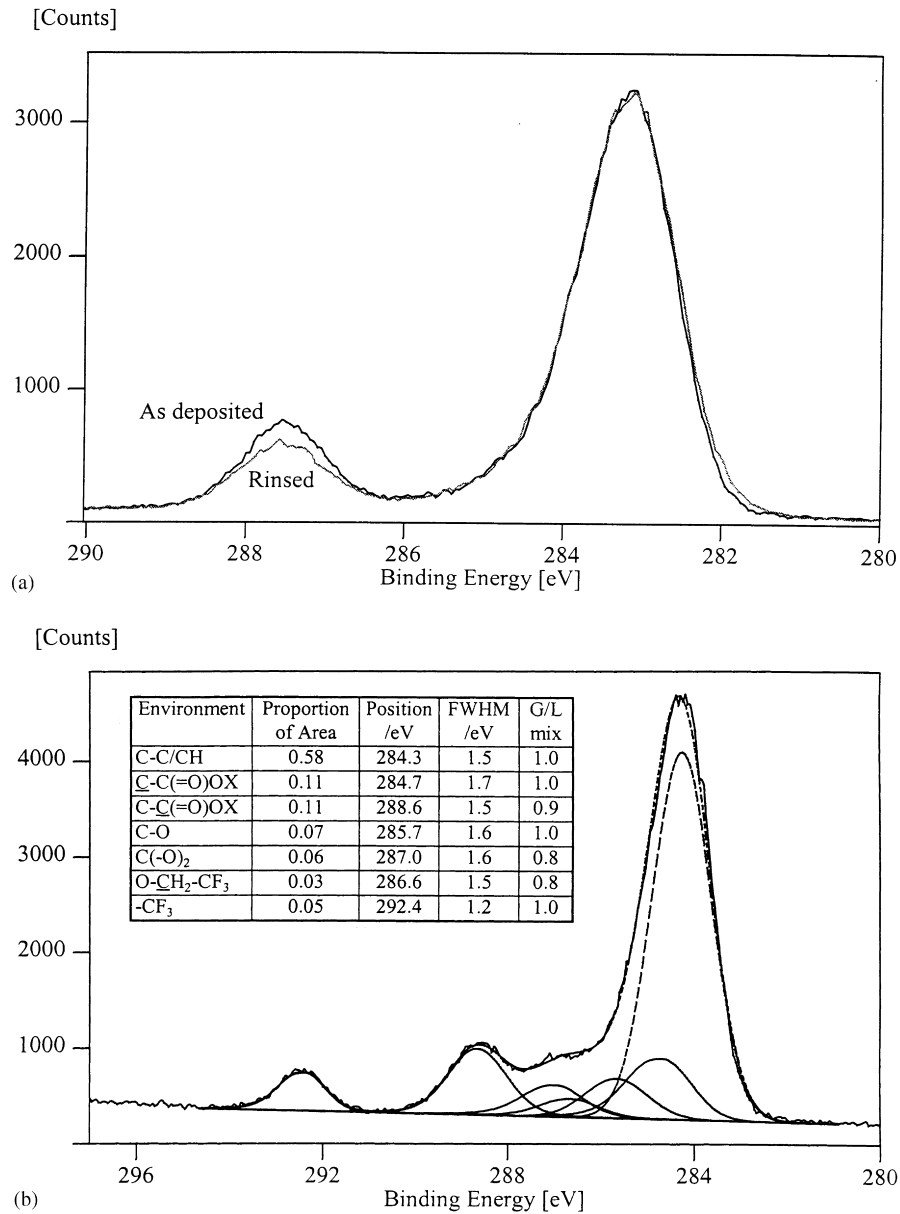 [Counts]
3000
2000
1000
As deposited
Rinsed
290 288 286 284 282 280
Binding Energy [eV]
(a)
[Counts]
Environment Proportion of Area Position /eV FWHM /eV G/L mix
C-C/CH 0.58 284.3 1.5 1.0
C-C(=O)OX 0.11 284.7 1.7 1.0
C-C(=O)OX 0.11 288.6 1.5 0.9
C-O 0.07 285.7 1.6 1.0
C(-O)₂ 0.06 287.0 1.6 0.8
O-CH₂-CF₃ 0.03 286.6 1.5 0.8
-CF₃ 0.05 292.4 1.2 1.0
4000
3000
2000
1000
296 292 288 284 280
Binding Energy [eV]
(b)